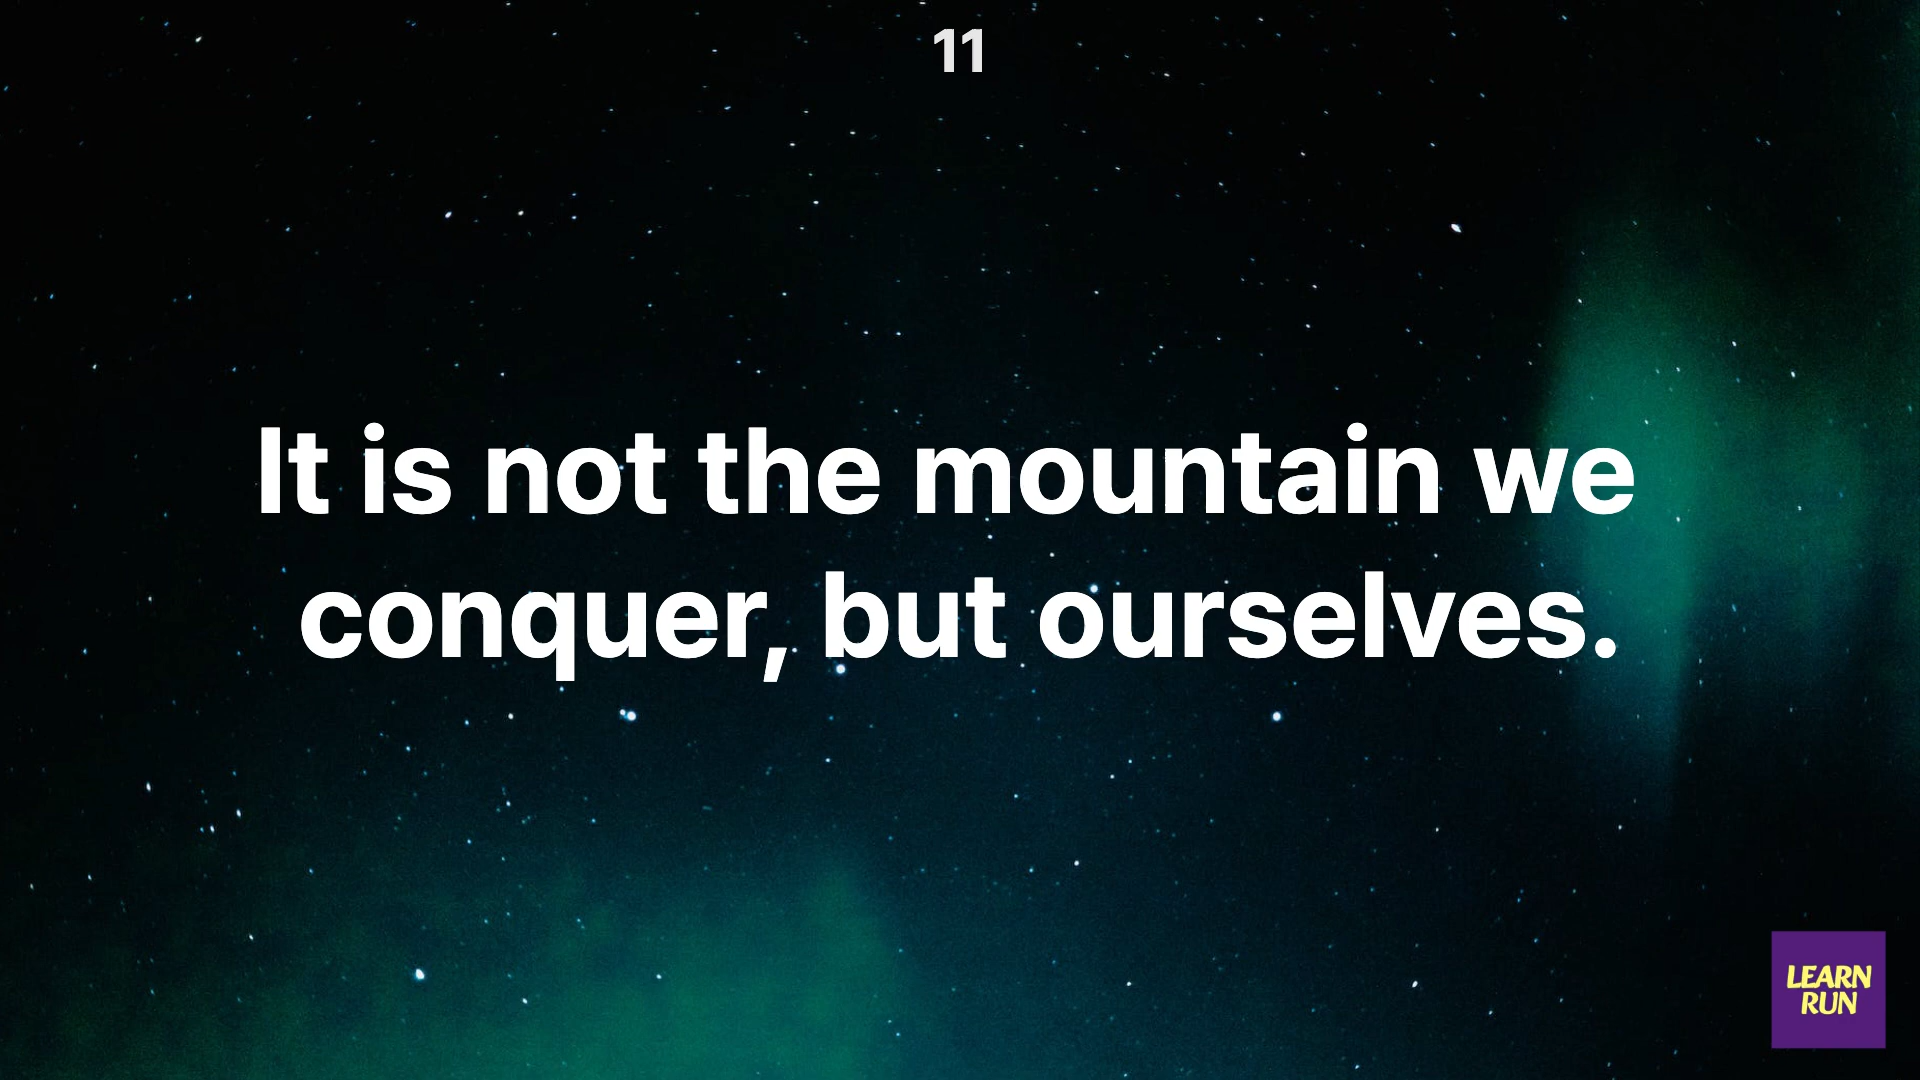 11
It is not the mountain we
conquer, but ourselves.
LEARN
RUN